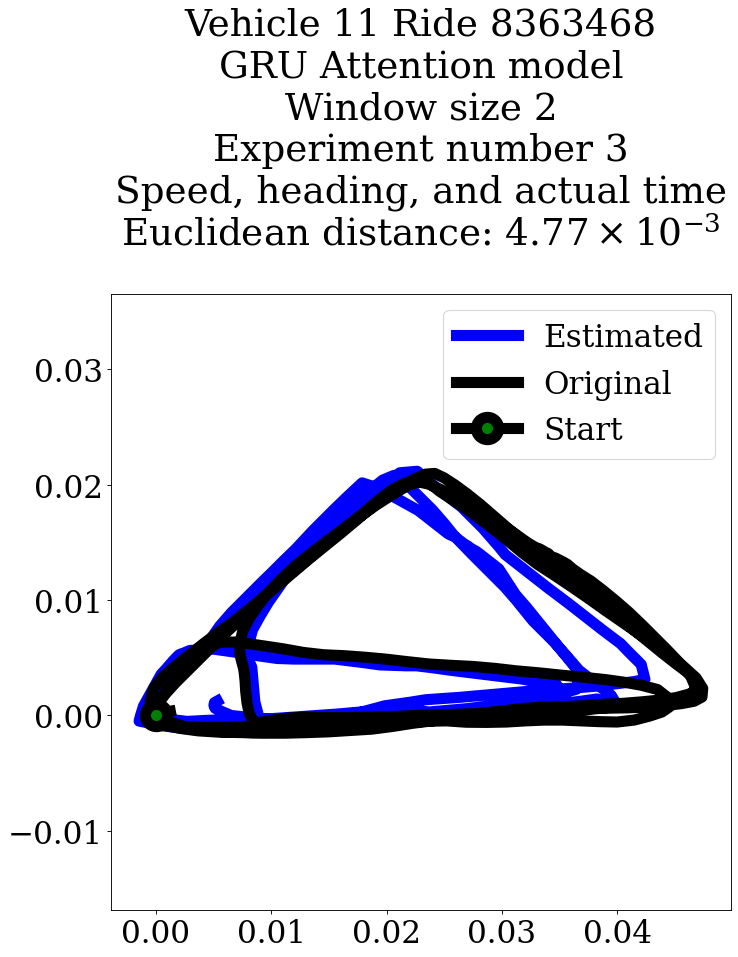 Vehicle 11 Ride 8363468
GRU Attention model
Window size 2
Experiment number 3
Speed, heading, and actual time
Euclidean distance: 4.77 × 10⁻³
Estimated
Original
Start
0.03
0.02
0.01
0.00
−0.01
0.00 0.01 0.02 0.03 0.04